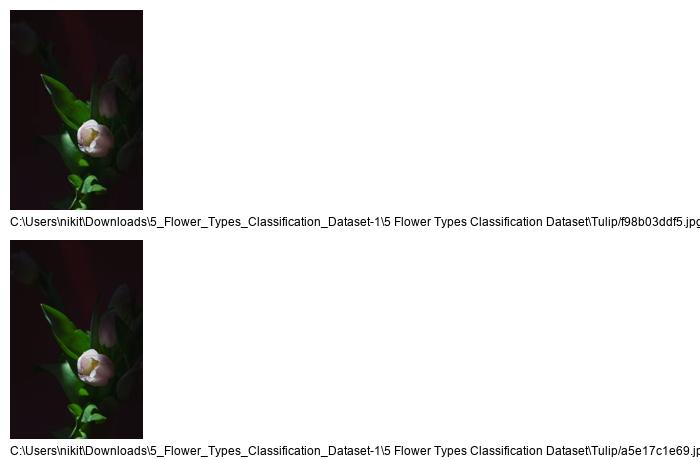 C:\Users\nikit\Downloads\5_Flower_Types_Classification_Dataset-1\5 Flower Types Classification Dataset\Tulip/f98b03ddf5.jpg
C:\Users\nikit\Downloads\5_Flower_Types_Classification_Dataset-1\5 Flower Types Classification Dataset\Tulip/a5e17c1e69.jp